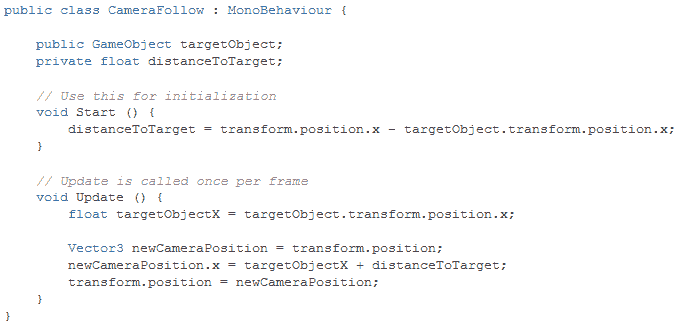 public class CameraFollow : MonoBehaviour {
public GameObject targetObject;
private float distanceToTarget;
// Use this for initialization
void Start () {
distanceToTarget = transform.position.x - targetObject.transform.position.x;
}
// Update is called once per frame
void Update () {
float targetObjectX = targetObject.transform.position.x;
Vector3 newCameraPosition = transform.position;
newCameraPosition.x = targetObjectX + distanceToTarget;
transform.position = newCameraPosition;
}
}